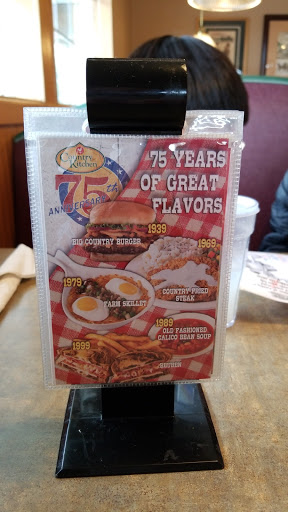 Country Kitchen
75th
ANNIVERSARY
75 YEARS
OF GREAT
FLAVORS
1939
BIG COUNTRY BURGER
1969
COUNTRY FRIED
STEAK
1979
FARM SKILLET
1989
OLD FASHIONED
CALICO BEAN SOUP
1999
REUBEN